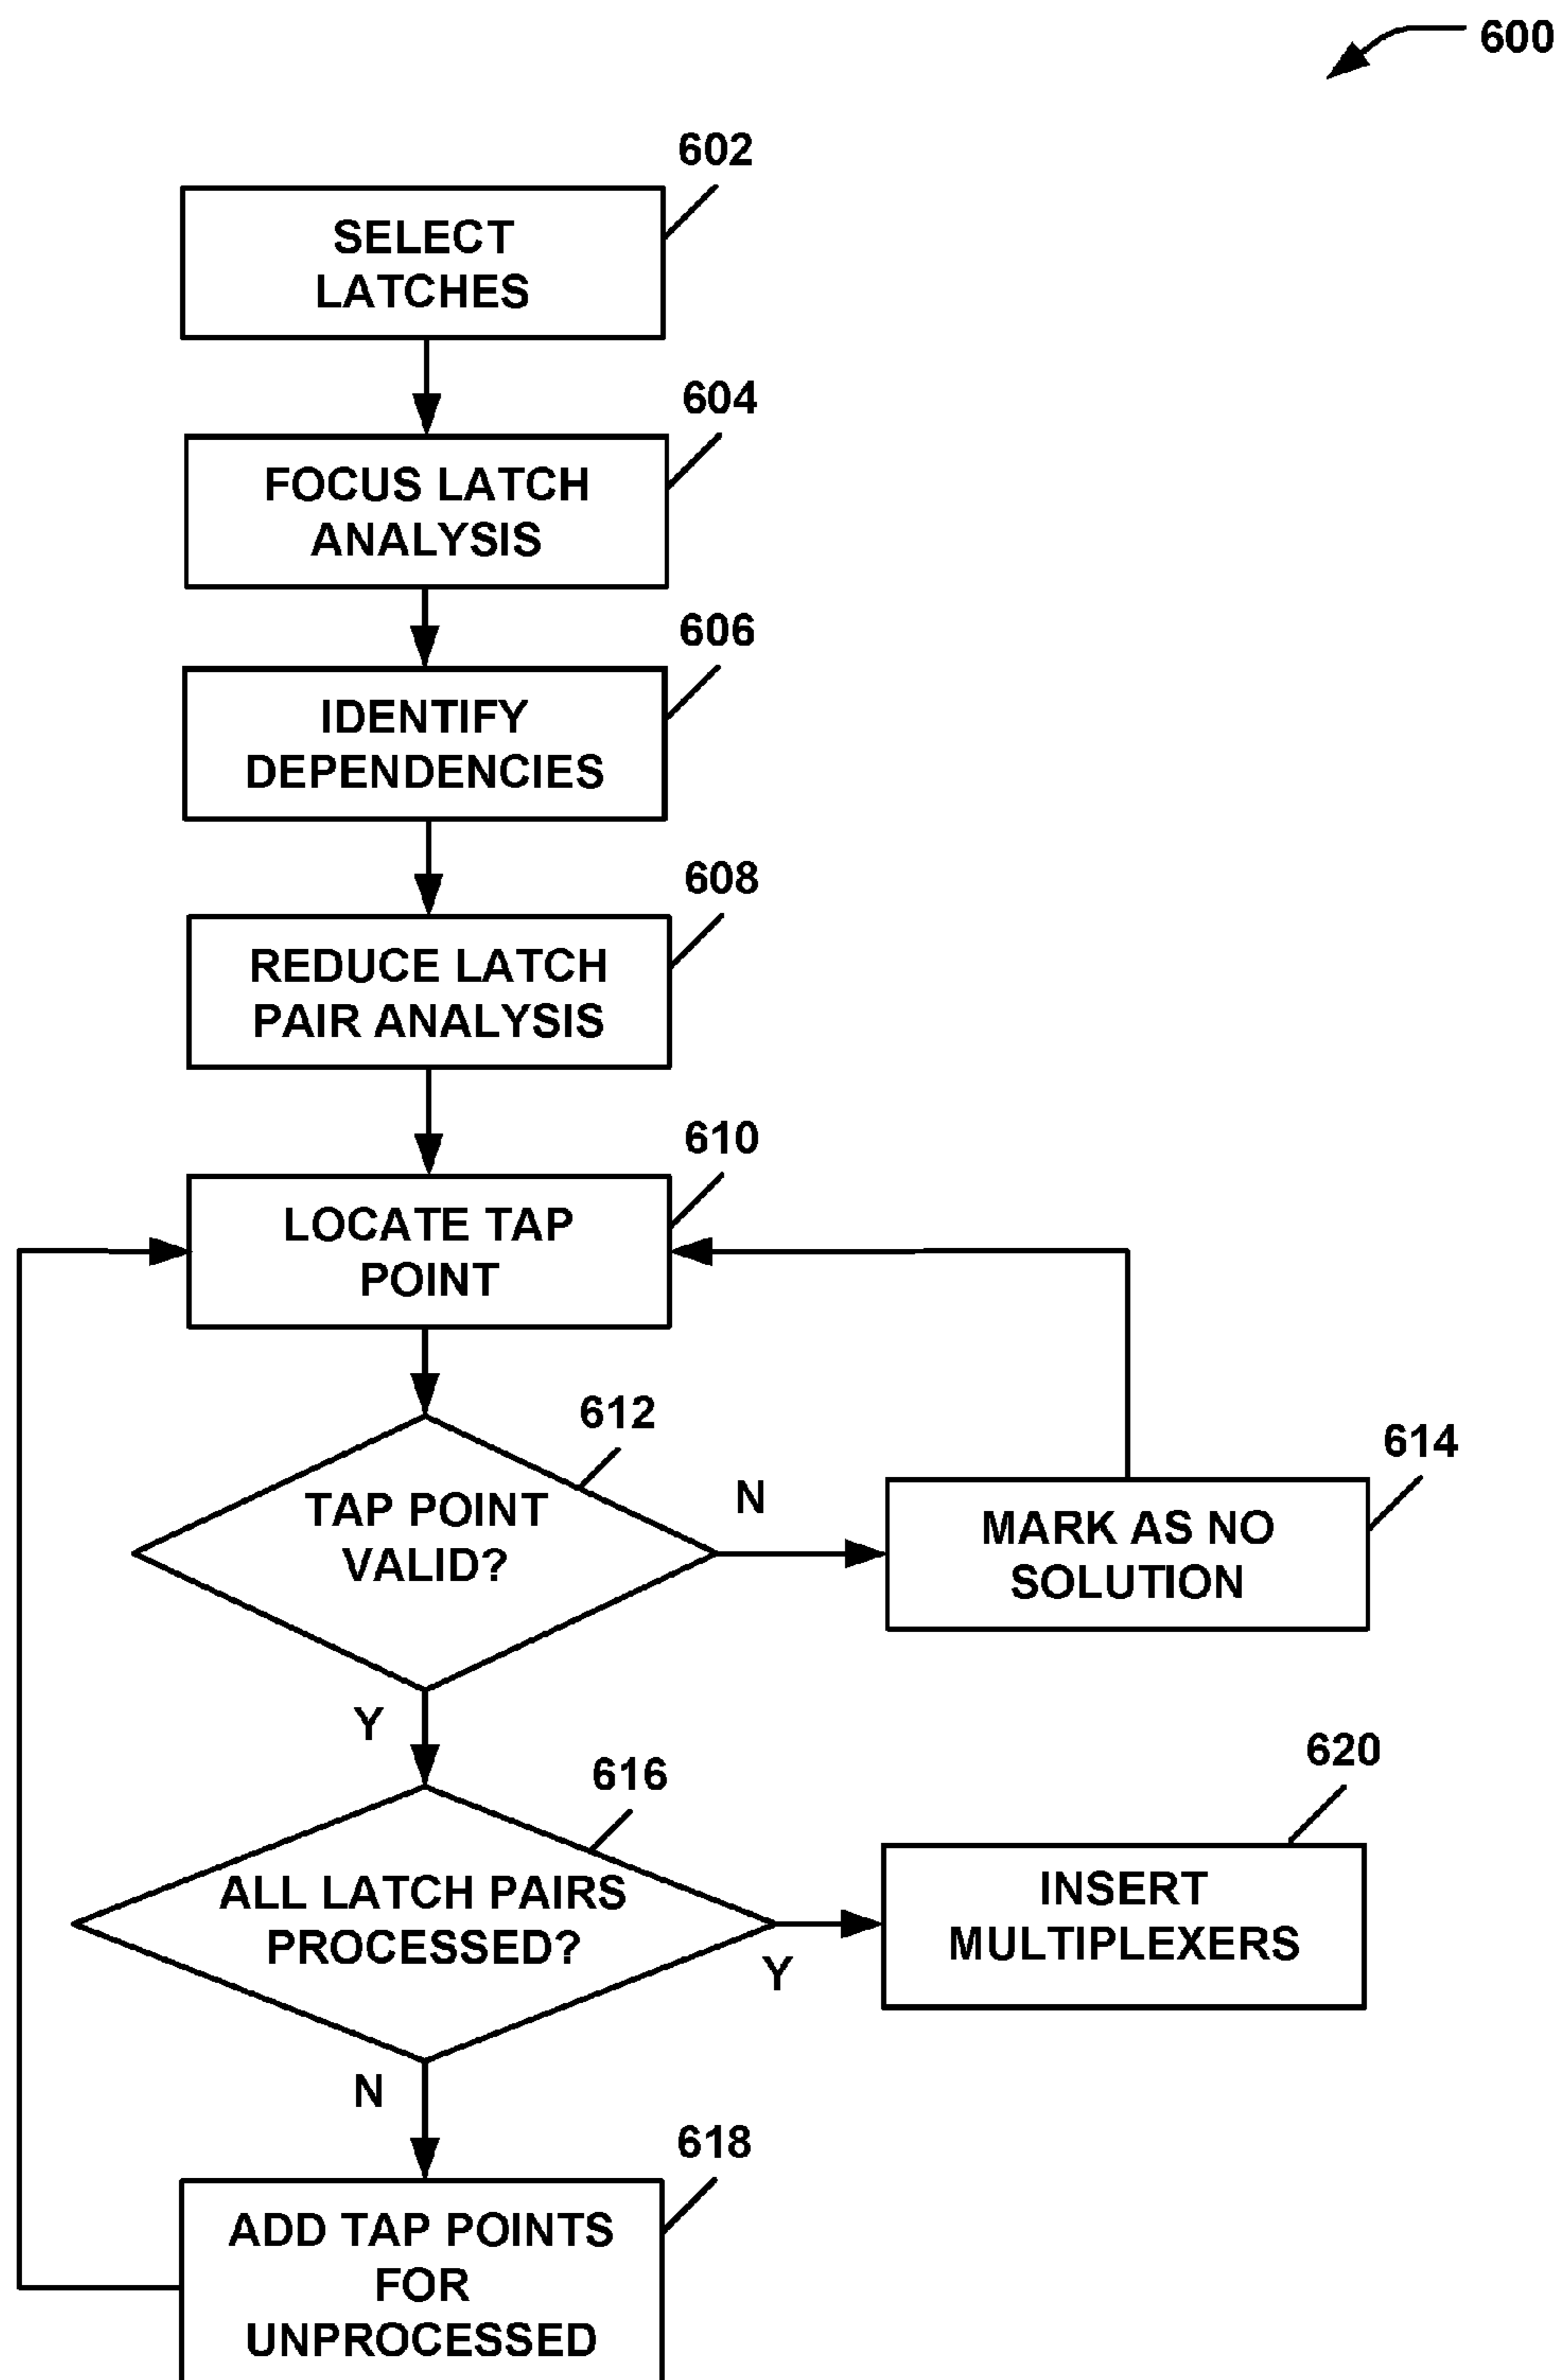 600
602
SELECT
LATCHES
604
FOCUS LATCH
ANALYSIS
606
IDENTIFY
DEPENDENCIES
608
REDUCE LATCH
PAIR ANALYSIS
610
LOCATE TAP
POINT
612
TAP POINT
VALID?
N
614
MARK AS NO
SOLUTION
Y
616
ALL LATCH PAIRS
PROCESSED?
Y
620
INSERT
MULTIPLEXERS
N
618
ADD TAP POINTS
FOR
UNPROCESSED